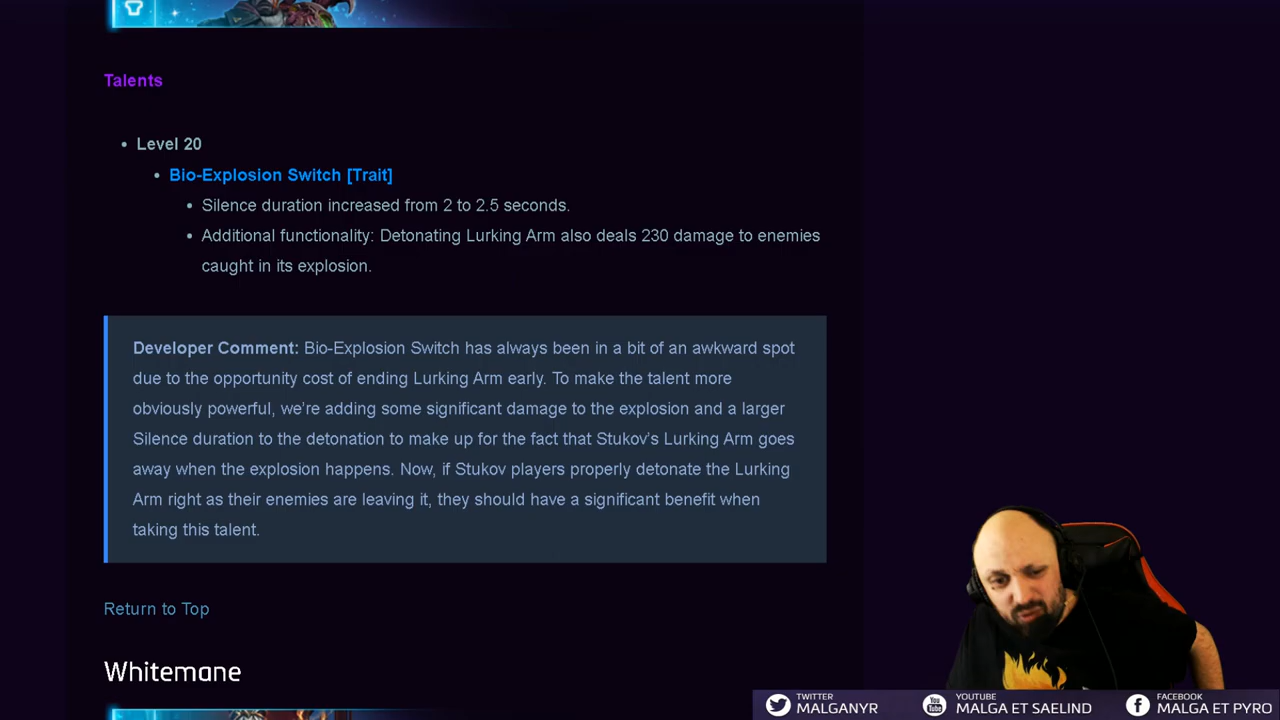 Talents
• Level 20
• Bio-Explosion Switch [Trait]
• Silence duration increased from 2 to 2.5 seconds.
• Additional functionality: Detonating Lurking Arm also deals 230 damage to enemies
caught in its explosion.
Developer Comment: Bio-Explosion Switch has always been in a bit of an awkward spot
due to the opportunity cost of ending Lurking Arm early. To make the talent more
obviously powerful, we’re adding some significant damage to the explosion and a larger
Silence duration to the detonation to make up for the fact that Stukov’s Lurking Arm goes
away when the explosion happens. Now, if Stukov players properly detonate the Lurking
Arm right as their enemies are leaving it, they should have a significant benefit when
taking this talent.
Return to Top
Whitemane
TWITTER
MALGANYR
YOUTUBE
MALGA ET SAELIND
FACEBOOK
MALGA ET PYRO